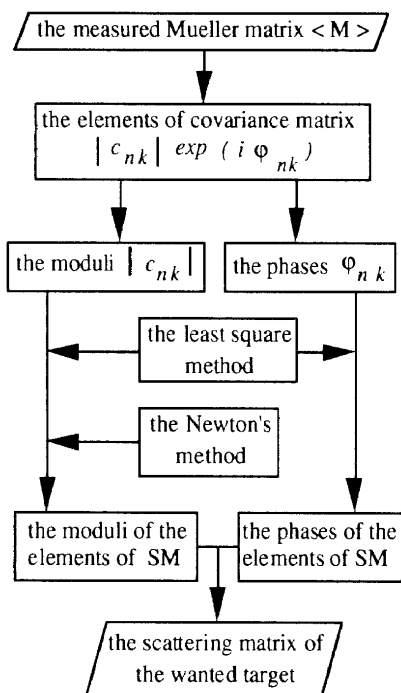 the measured Mueller matrix < M >
the elements of covariance matrix
| c nk | exp ( i φ nk )
the moduli | c nk |
the phases φ n k
the least square
method
the Newton's
method
the moduli of the
elements of SM
the phases of the
elements of SM
the scattering matrix of
the wanted target